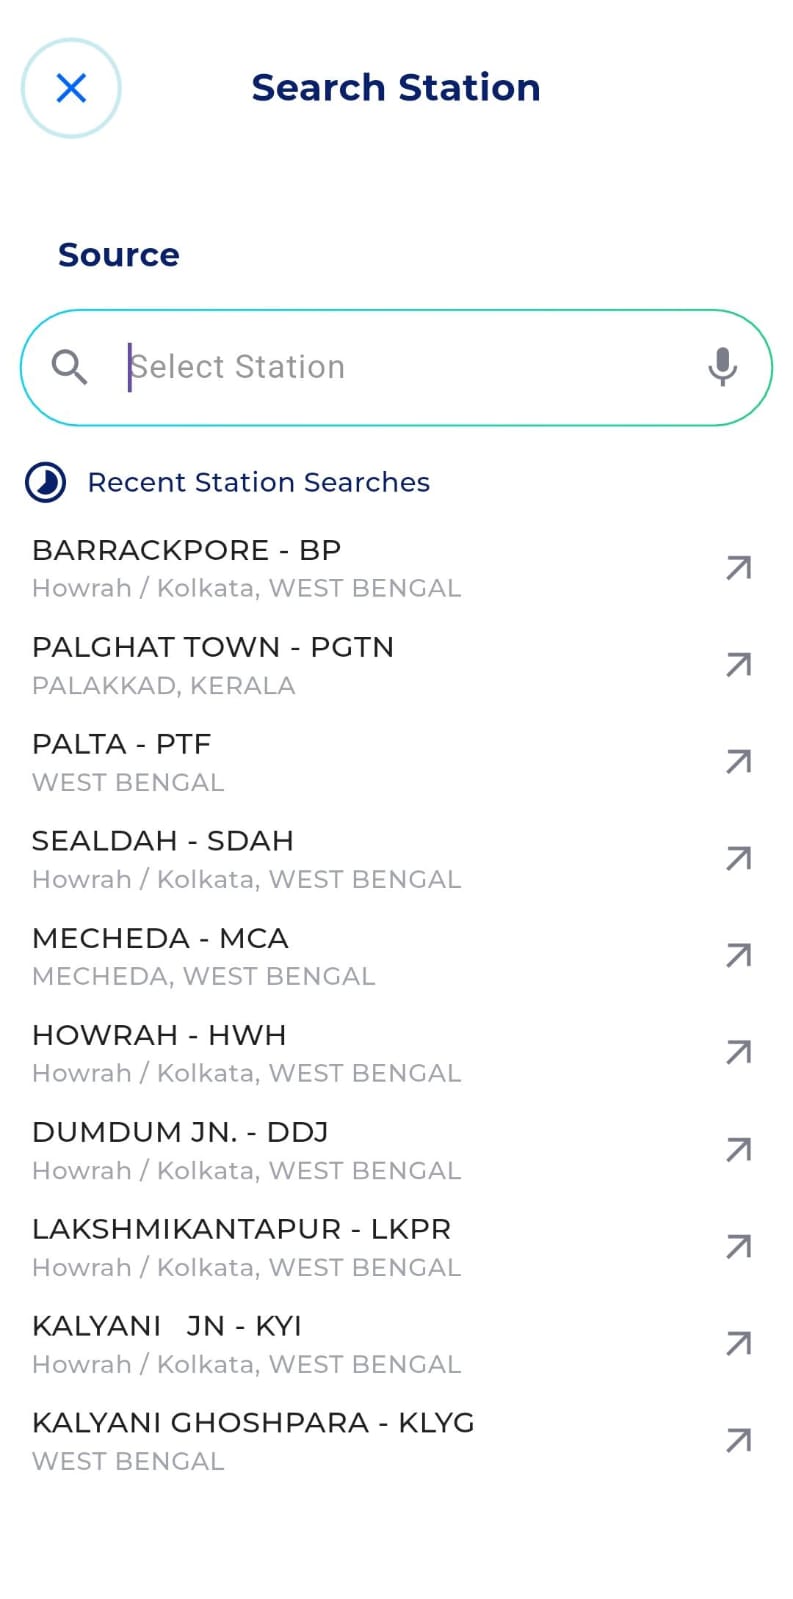 Search Station
Source
Select Station
Recent Station Searches
BARRACKPORE - BP
Howrah / Kolkata, WEST BENGAL
PALGHAT TOWN - PGTN
PALAKKAD, KERALA
PALTA - PTF
WEST BENGAL
SEALDAH - SDAH
Howrah / Kolkata, WEST BENGAL
MECHEDA - MCA
MECHEDA, WEST BENGAL
HOWRAH - HWH
Howrah / Kolkata, WEST BENGAL
DUMDUM JN. - DDJ
Howrah / Kolkata, WEST BENGAL
LAKSHMIKANTAPUR - LKPR
Howrah / Kolkata, WEST BENGAL
KALYANI   JN - KYI
Howrah / Kolkata, WEST BENGAL
KALYANI GHOSHPARA - KLYG
WEST BENGAL